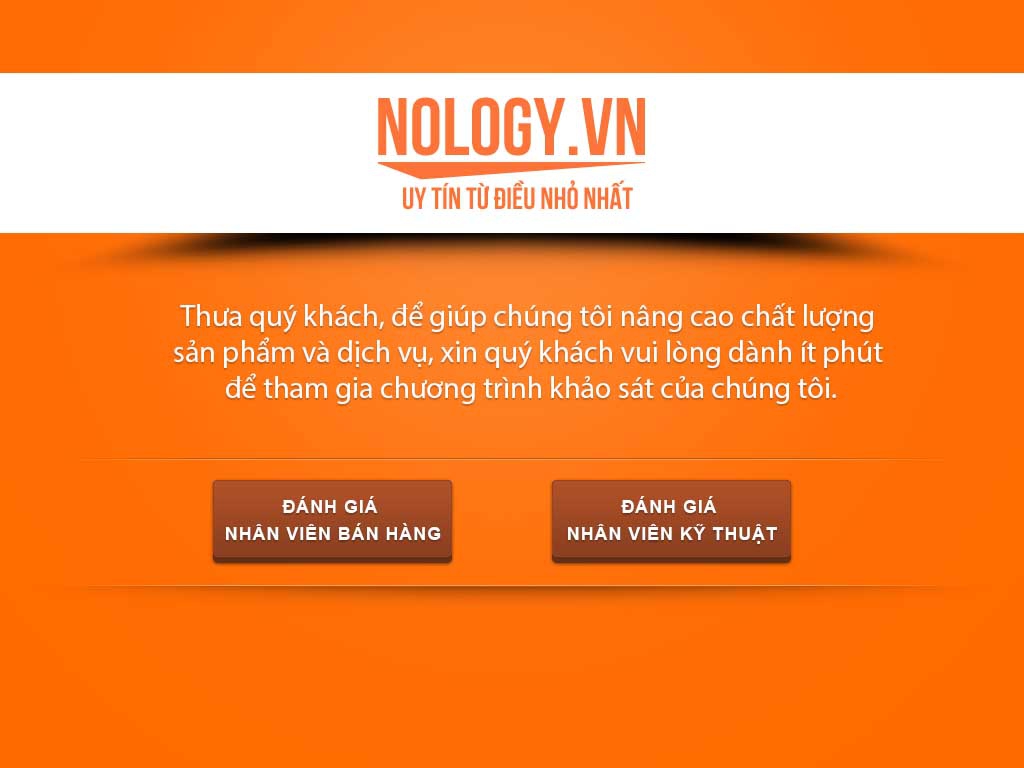 NOLOGY.VN
UY TÍN TỪ ĐIỀU NHỎ NHẤT
Thưa quý khách, để giúp chúng tôi nâng cao chất lượng
sản phẩm và dịch vụ, xin quý khách vui lòng dành ít phút
để tham gia chương trình khảo sát của chúng tôi.
ĐÁNH GIÁ
NHÂN VIÊN BÁN HÀNG
ĐÁNH GIÁ
NHÂN VIÊN KỸ THUẬT